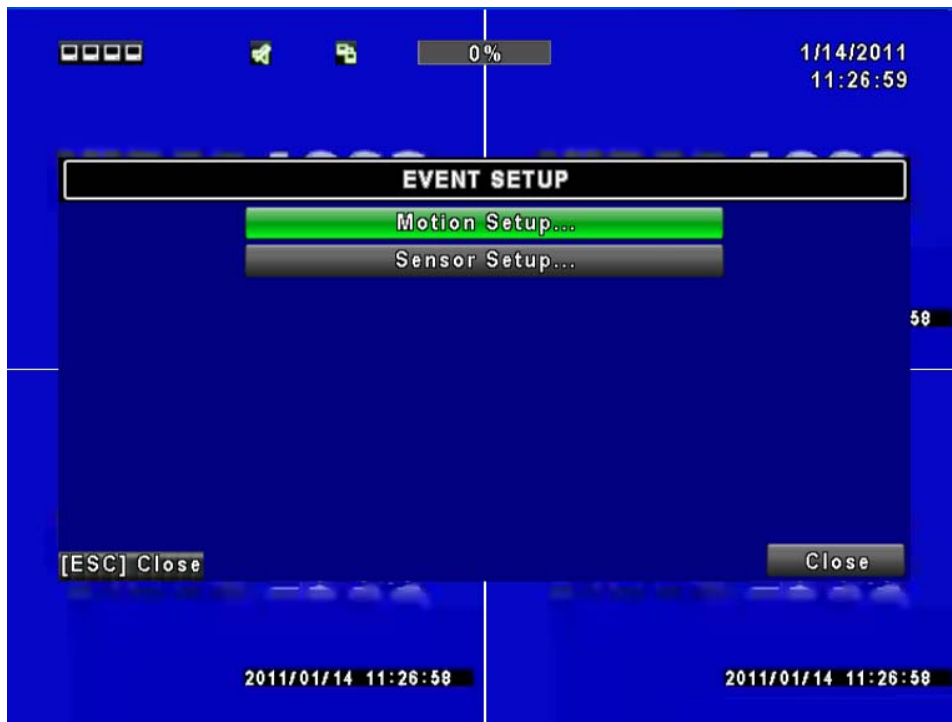 0%
1/14/2011
11:26:59
EVENT SETUP
Motion Setup...
Sensor Setup...
58
[ESC] Close
Close
2011/01/14 11:26:58
2011/01/14 11:26:58